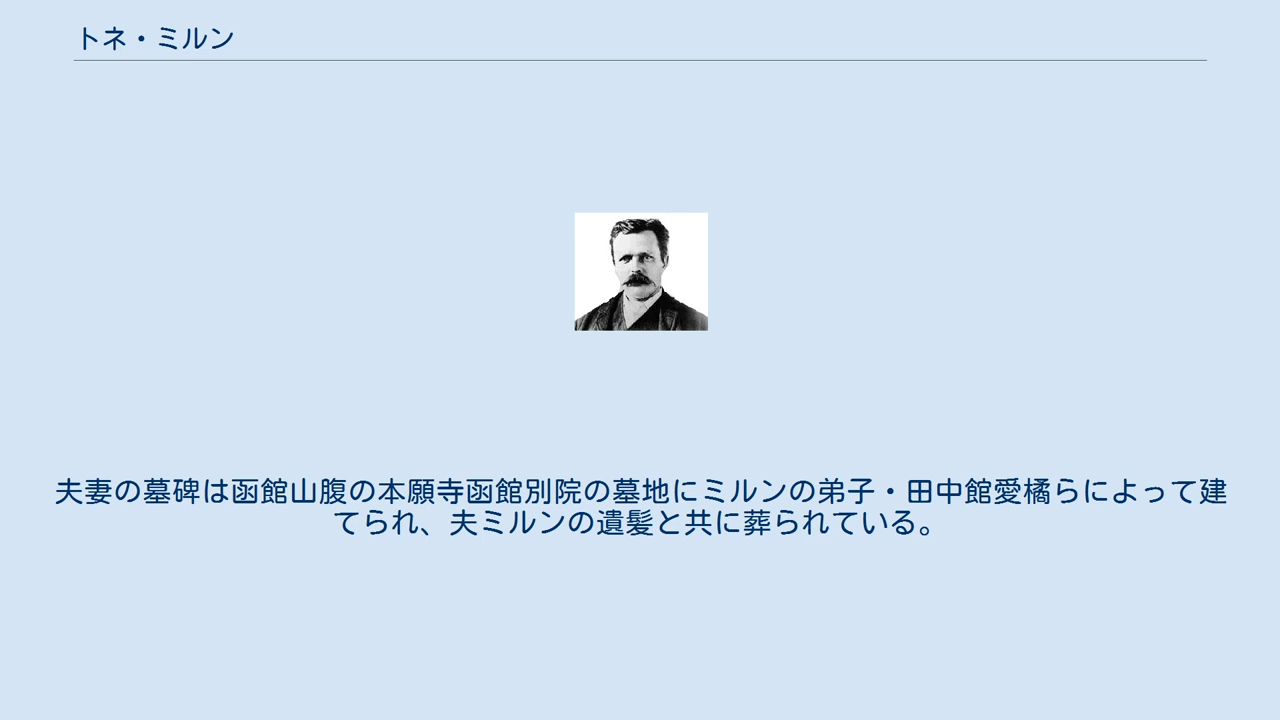 トネ・ミルン
夫妻の墓碑は函館山腹の本願寺函館別院の墓地にミルンの弟子・田中館愛橘らによって建
てられ、夫ミルンの遺髪と共に葬られている。